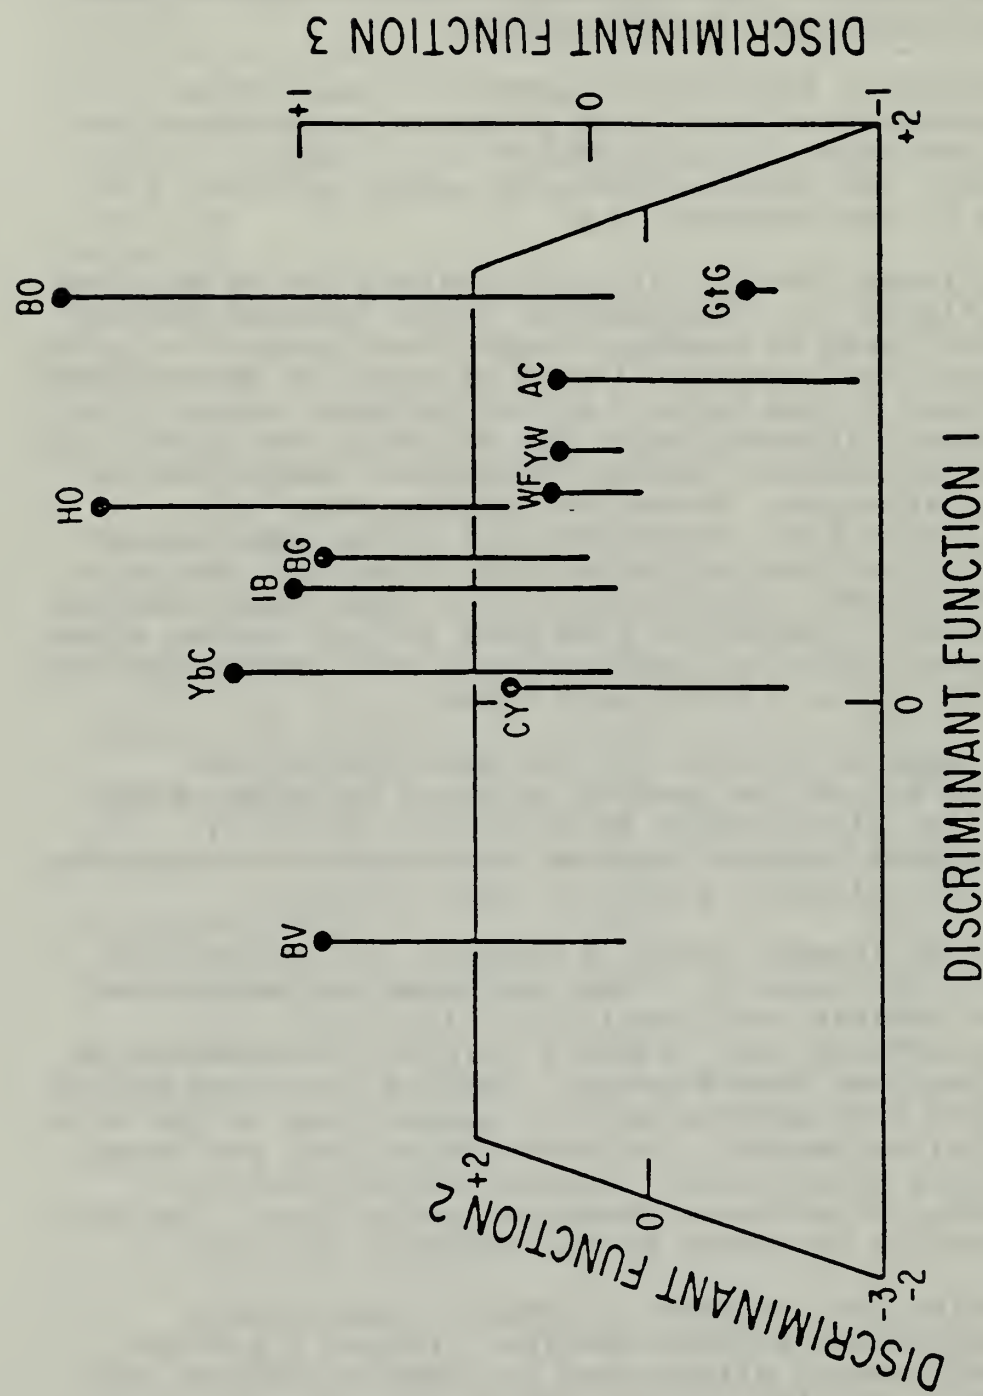 DISCRIMINANT FUNCTION 3
+1
0
-1
+2
BO
HO
GtG
AC
YW
WF
BG
IB
YbC
CY
0
BV
DISCRIMINANT FUNCTION 1
+2
0
-3
-2
DISCRIMINANT FUNCTION 2